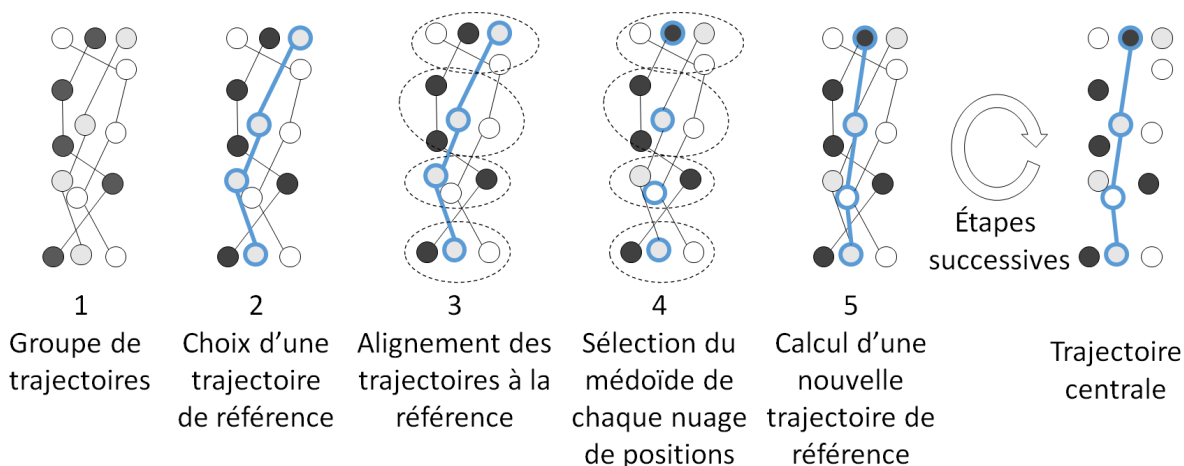 1
Groupe de
trajectoires
2
Choix d’une
trajectoire
de référence
3
Alignement des
trajectoires à la
référence
4
Sélection du
médoïde de
chaque nuage
de positions
5
Calcul d’une
nouvelle
trajectoire de
référence
Étapes
successives
Trajectoire
centrale